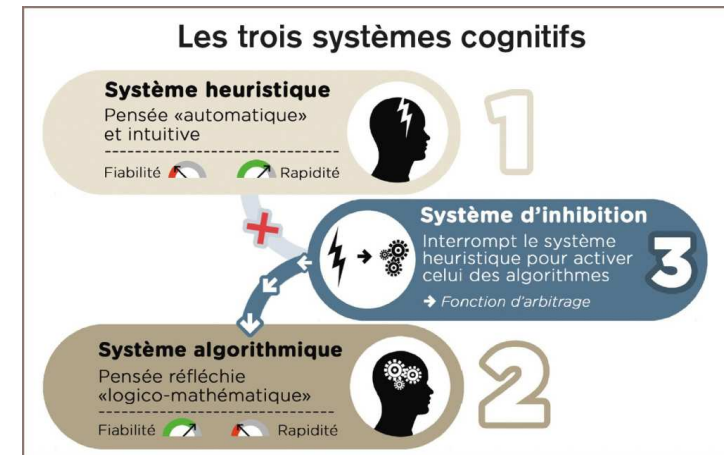 Les trois systèmes cognitifs
Système heuristique
Pensée «automatique»
et intuitive
Fiabilité Rapidité
1
Système d'inhibition
Interrompt le système
heuristique pour activer
celui des algorithmes
➔ Fonction d'arbitrage
3
Système algorithmique
Pensée réfléchie
«logico-mathématique»
Fiabilité Rapidité
2